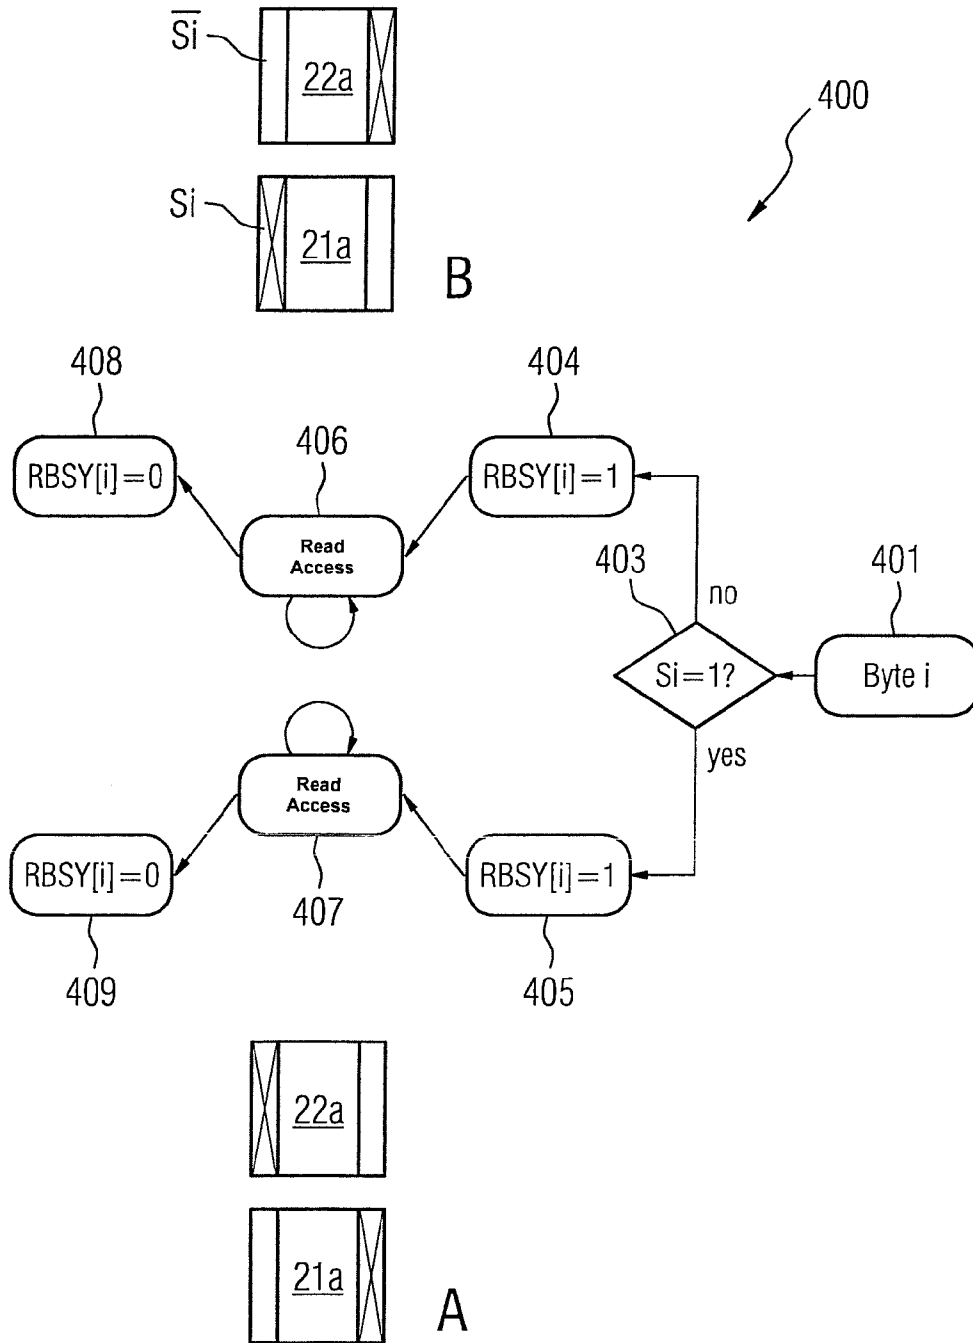 S̅i̅
22a
400
Si
21a
B
408
404
406
RBSY[i]=0
RBSY[i]=1
Read
Access
403
401
no
Si=1?
Byte i
yes
Read
Access
RBSY[i]=0
RBSY[i]=1
407
409
405
22a
21a
A